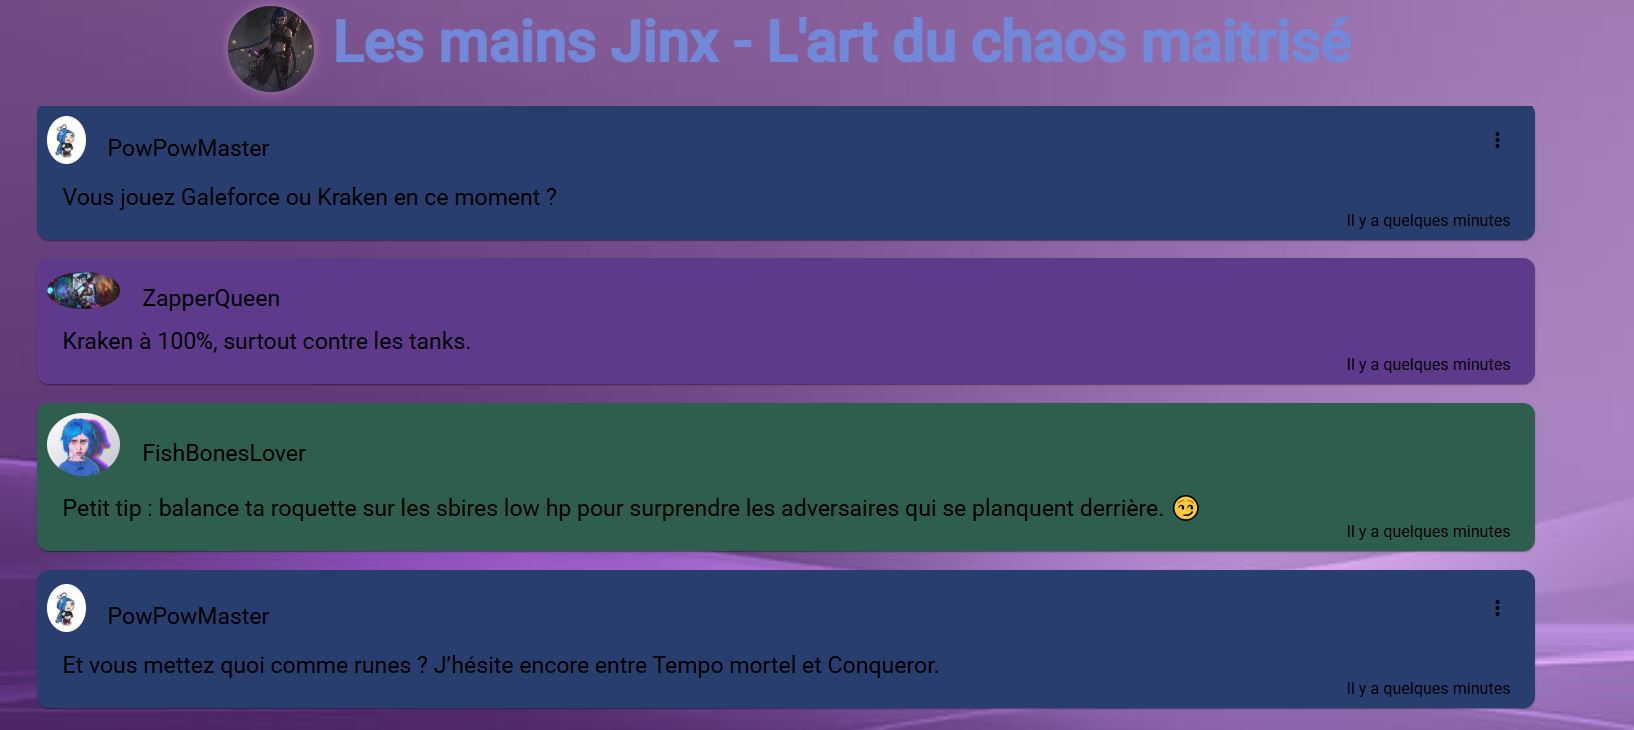 Les mains Jinx - L'art du chaos maitrisé
PowPowMaster
Vous jouez Galeforce ou Kraken en ce moment ?
Il y a quelques minutes
ZapperQueen
Kraken à 100%, surtout contre les tanks.
Il y a quelques minutes
FishBonesLover
Petit tip : balance ta roquette sur les sbires low hp pour surprendre les adversaires qui se planquent derrière. 😏
Il y a quelques minutes
PowPowMaster
Et vous mettez quoi comme runes ? J’hésite encore entre Tempo mortel et Conqueror.
Il y a quelques minutes